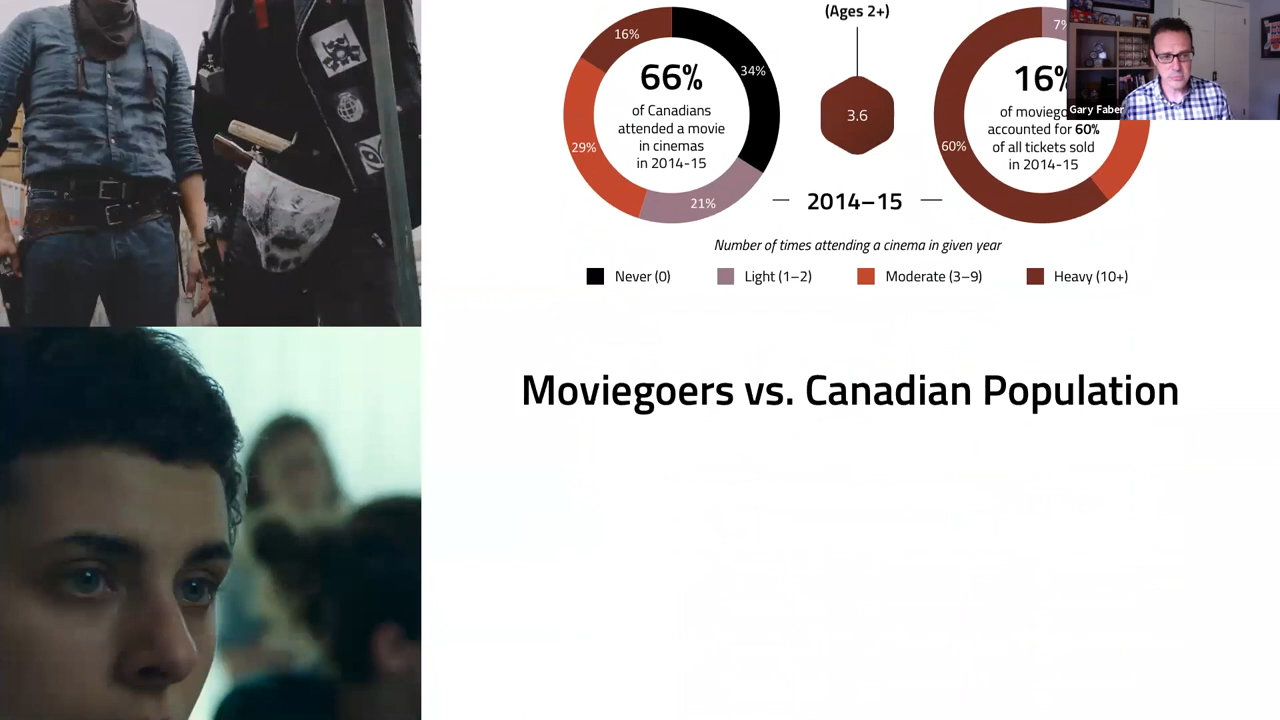 (Ages 2+)
16%
34%
29%
21%
66%
of Canadians
attended a movie
in cinemas
in 2014-15
3.6
7%
60%
16%
of moviego
accounted for 60%
of all tickets sold
in 2014-15
Gary Faber
2014–15
Number of times attending a cinema in given year
Never (0)
Light (1–2)
Moderate (3–9)
Heavy (10+)
Moviegoers vs. Canadian Population